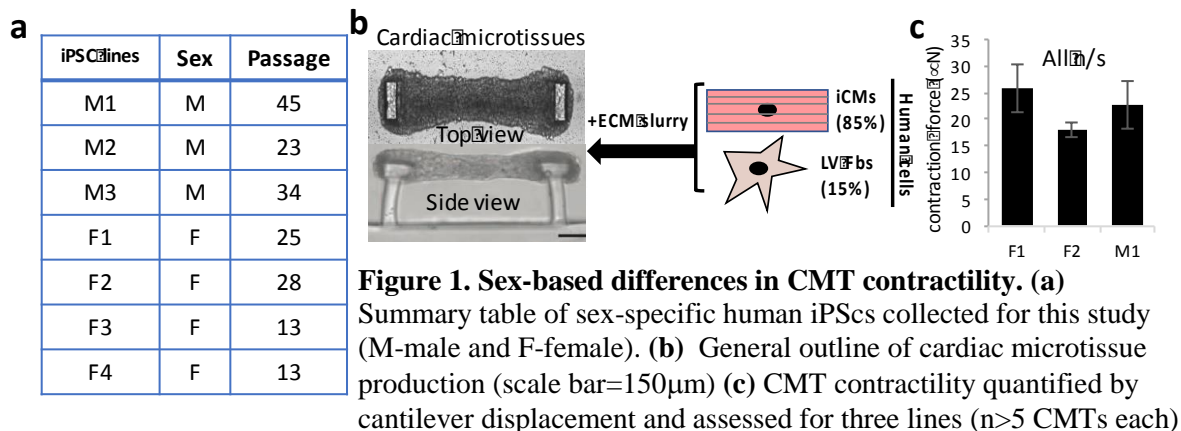 a
iPSC lines Sex Passage
M1 M 45
M2 M 23
M3 M 34
F1 F 25
F2 F 28
F3 F 13
F4 F 13
b
Cardiac microtissues
Top view
Side view
+ECM slurry
iCMs
(85%)
LV Fbs
(15%)
Human cells
c
contraction force (∝N)
35
30
25
20
15
10
5
0
All n/s
F1 F2 M1
Figure 1. Sex-based differences in CMT contractility. (a)
Summary table of sex-specific human iPScs collected for this study
(M-male and F-female). (b) General outline of cardiac microtissue
production (scale bar=150μm) (c) CMT contractility quantified by
cantilever displacement and assessed for three lines (n>5 CMTs each)